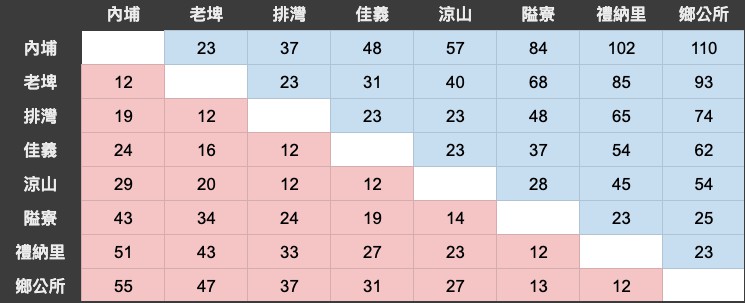 內埔 老埤 排灣 佳義 涼山 隘寮 禮納里 鄉公所
內埔 23 37 48 57 84 102 110
老埤 12 23 31 40 68 85 93
排灣 19 12 23 23 48 65 74
佳義 24 16 12 23 37 54 62
涼山 29 20 12 12 28 45 54
隘寮 43 34 24 19 14 23 25
禮納里 51 43 33 27 23 12 23
鄉公所 55 47 37 31 27 13 12